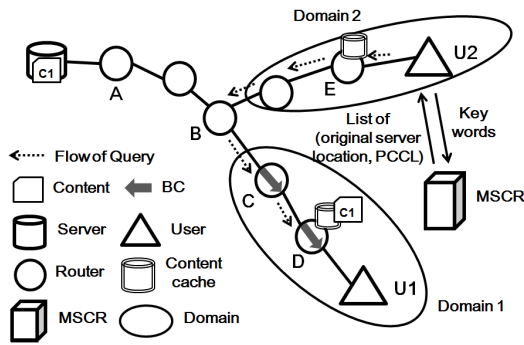 Domain 2
C1
A
E
U2
B
List of
(original server
location, PCCL)
Key
words
Flow of Query
Content
BC
C
MSCR
Server
User
C1
D
Router
Content
cache
U1
MSCR
Domain
Domain 1